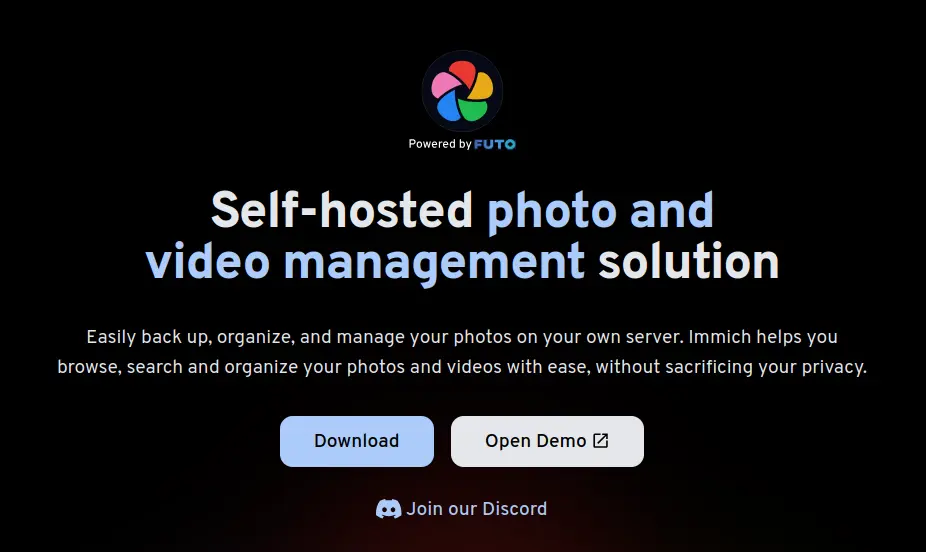 Powered by FUTO
Self-hosted photo and
video management solution
Easily back up, organize, and manage your photos on your own server. Immich helps you
browse, search and organize your photos and videos with ease, without sacrificing your privacy.
Download
Open Demo
Join our Discord